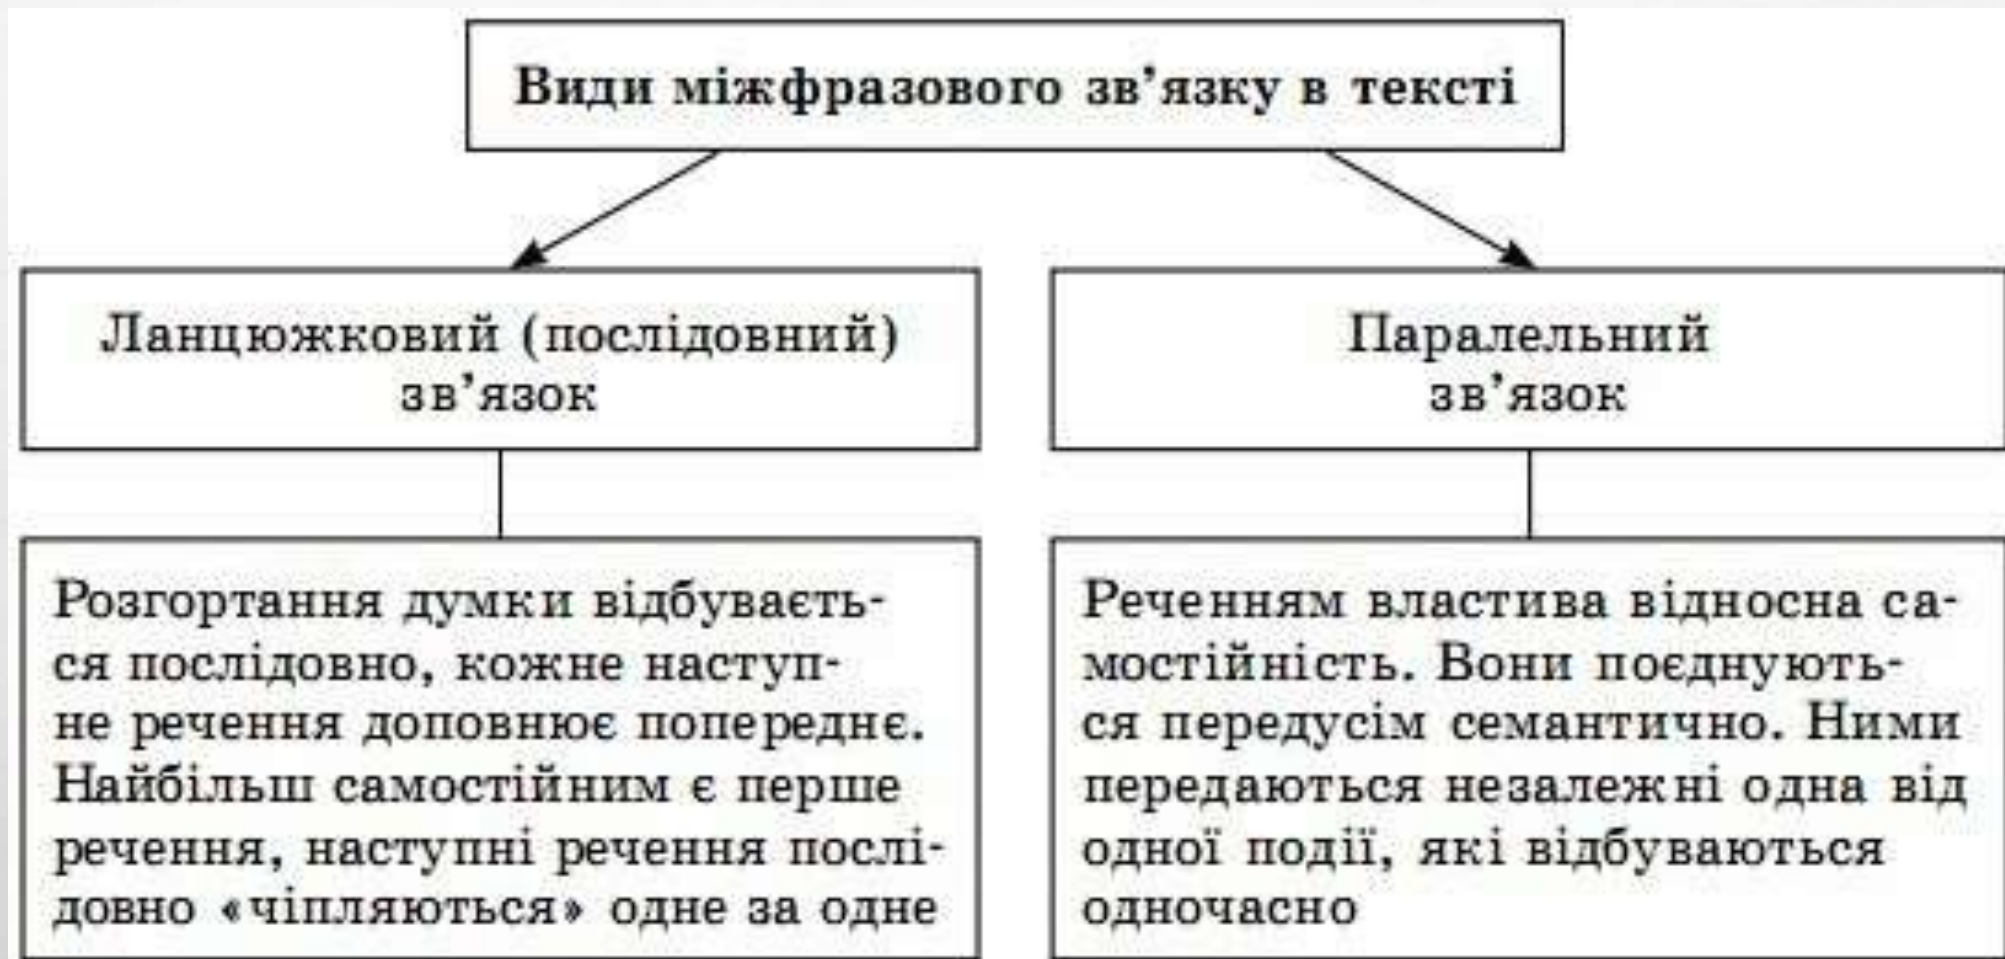 Види міжфразового зв’язку в тексті
Ланцюжковий (послідовний)
зв’язок
Паралельний
зв’язок
Розгортання думки відбуваєть-
ся послідовно, кожне наступ-
не речення доповнює попереднє.
Найбільш самостійним є перше
речення, наступні речення послі-
довно «чіпляються» одне за одне
Реченням властива відносна са-
мостійність. Вони поєднують-
ся передусім семантично. Ними
передаються незалежні одна від
одної події, які відбуваються
одночасно